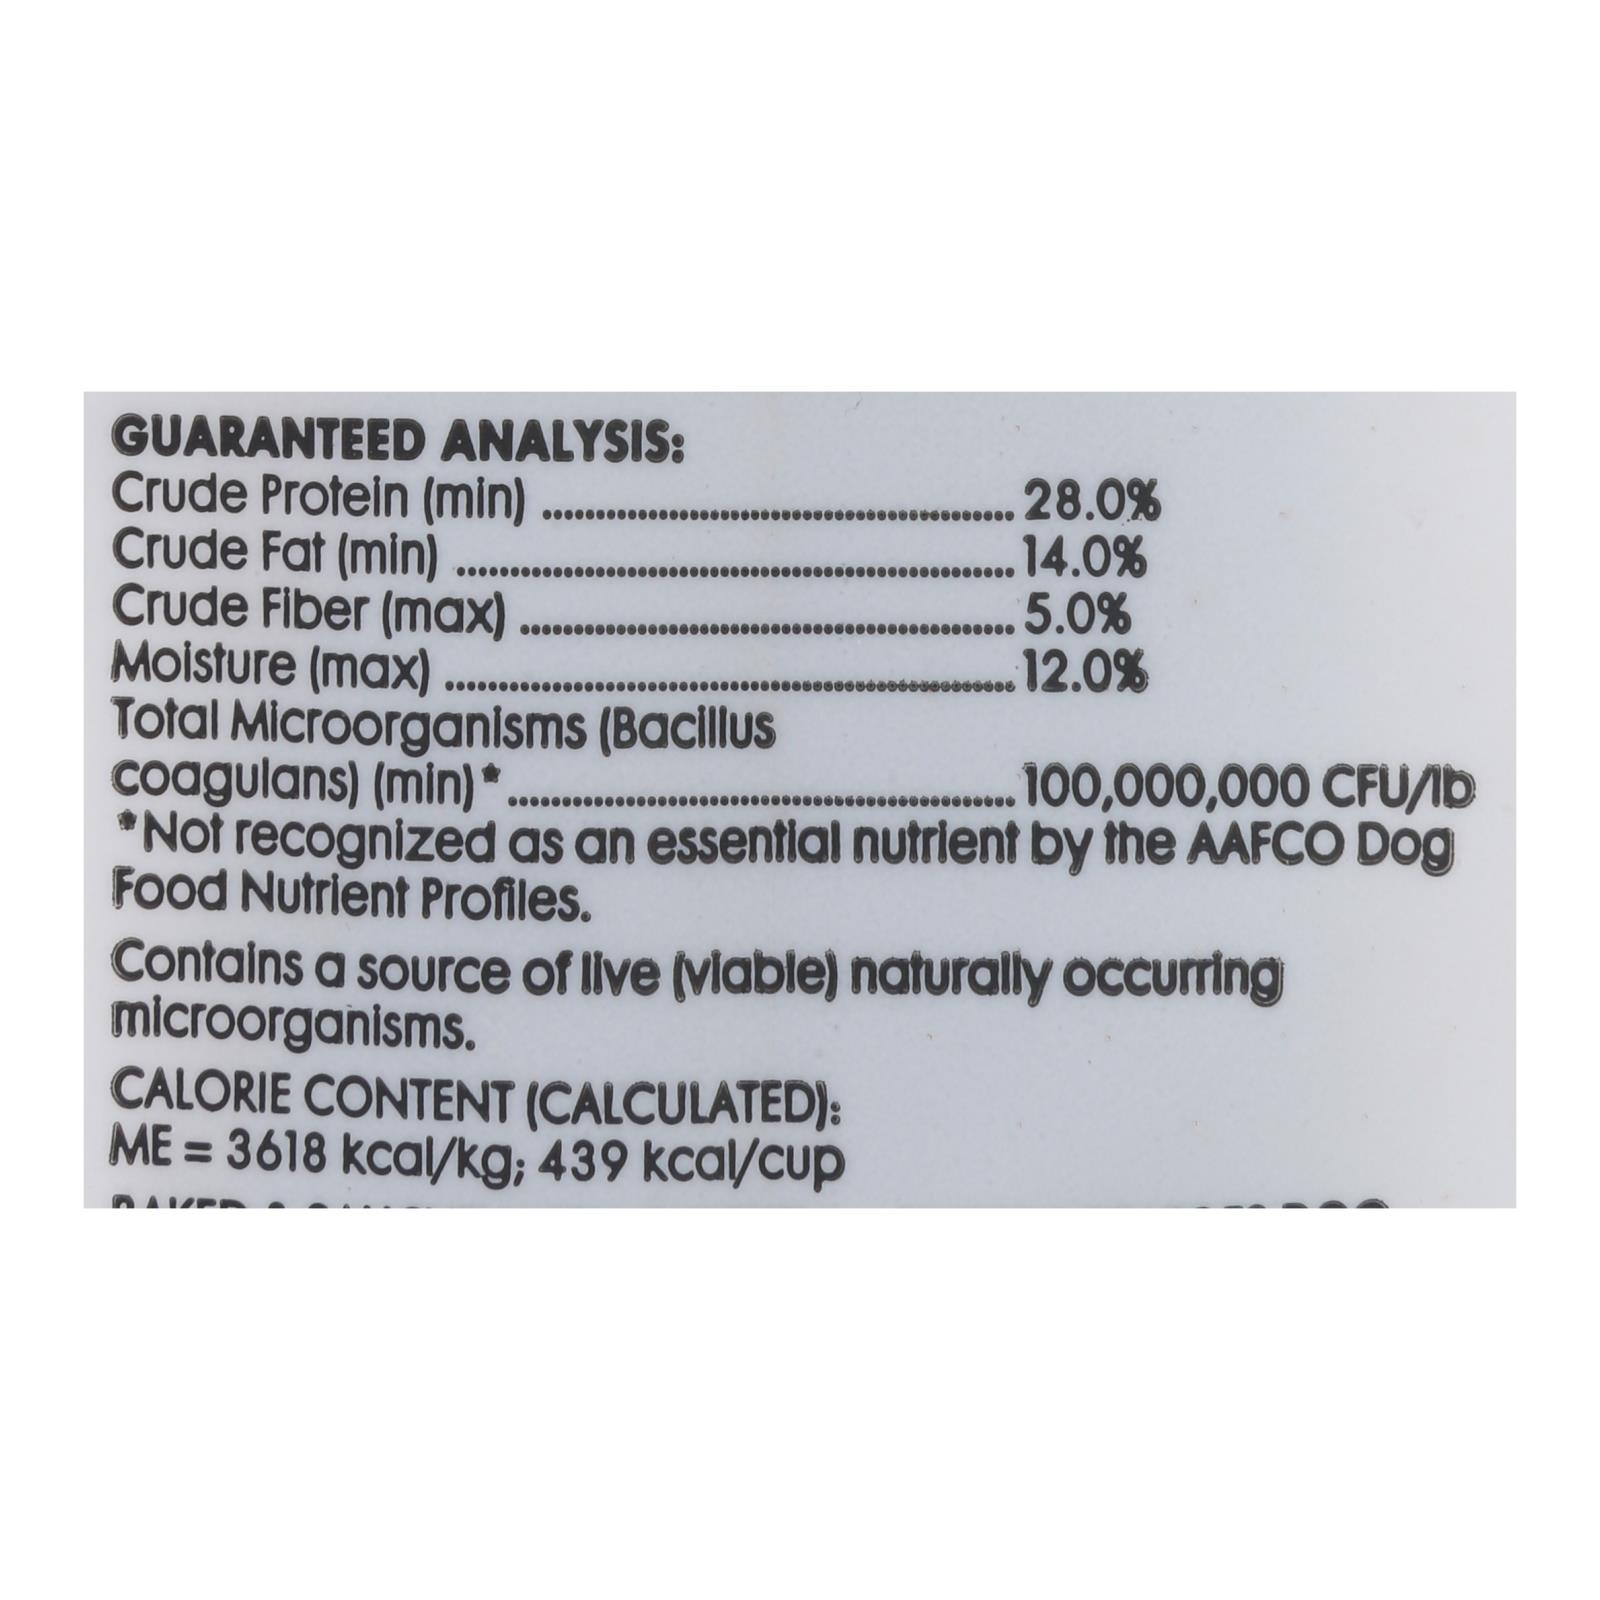 GUARANTEED ANALYSIS:
Crude Protein (min) ........................................ 28.0%
Crude Fat (min) ........................................ 14.0%
Crude Fiber (max) ........................................ 5.0%
Moisture (max) ........................................ 12.0%
Total Microorganisms (Bacillus
coagulans) (min)* ........................................ 100,000,000 CFU/lb
*Not recognized as an essential nutrient by the AAFCO Dog
Food Nutrient Profiles.
Contains a source of live (viable) naturally occurring
microorganisms.
CALORIE CONTENT (CALCULATED):
ME = 3618 kcal/kg; 439 kcal/cup
BAKED &